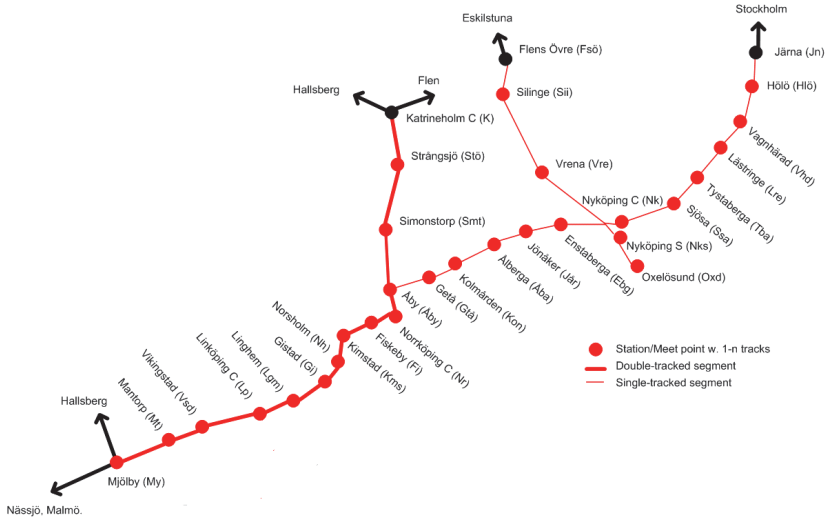 Stockholm
Eskilstuna
Järna (Jn)
Flens Övre (Fsö)
Hallsberg
Flen
Hölö (Hlö)
Silinge (Sii)
Katrineholm C (K)
Vagnhärad (Vhd)
Strångsjö (Stö)
Vrena (Vre)
Lästringe (Lre)
Tystaberga (Tba)
Nyköping C (Nk)
Sjösa (Ssa)
Simonstorp (Smt)
Nyköping S (Nks)
Enstaberga (Ebg)
Oxelösund (Oxd)
Jönåker (Jår)
Ålberga (Åba)
Kolmården (Kon)
Getå (Gtå)
Åby (Åby)
Norrköping C (Nr)
Fiskeby (Fi)
Kimstad (Kms)
Norsholm (Nh)
Gistad (Gi)
Linghem (Lgm)
Linköping C (Lp)
Vikingstad (Vsd)
Mantorp (Mt)
Station/Meet point w. 1-n tracks
Double-tracked segment
Single-tracked segment
Hallsberg
Mjölby (My)
Nässjö, Malmö.